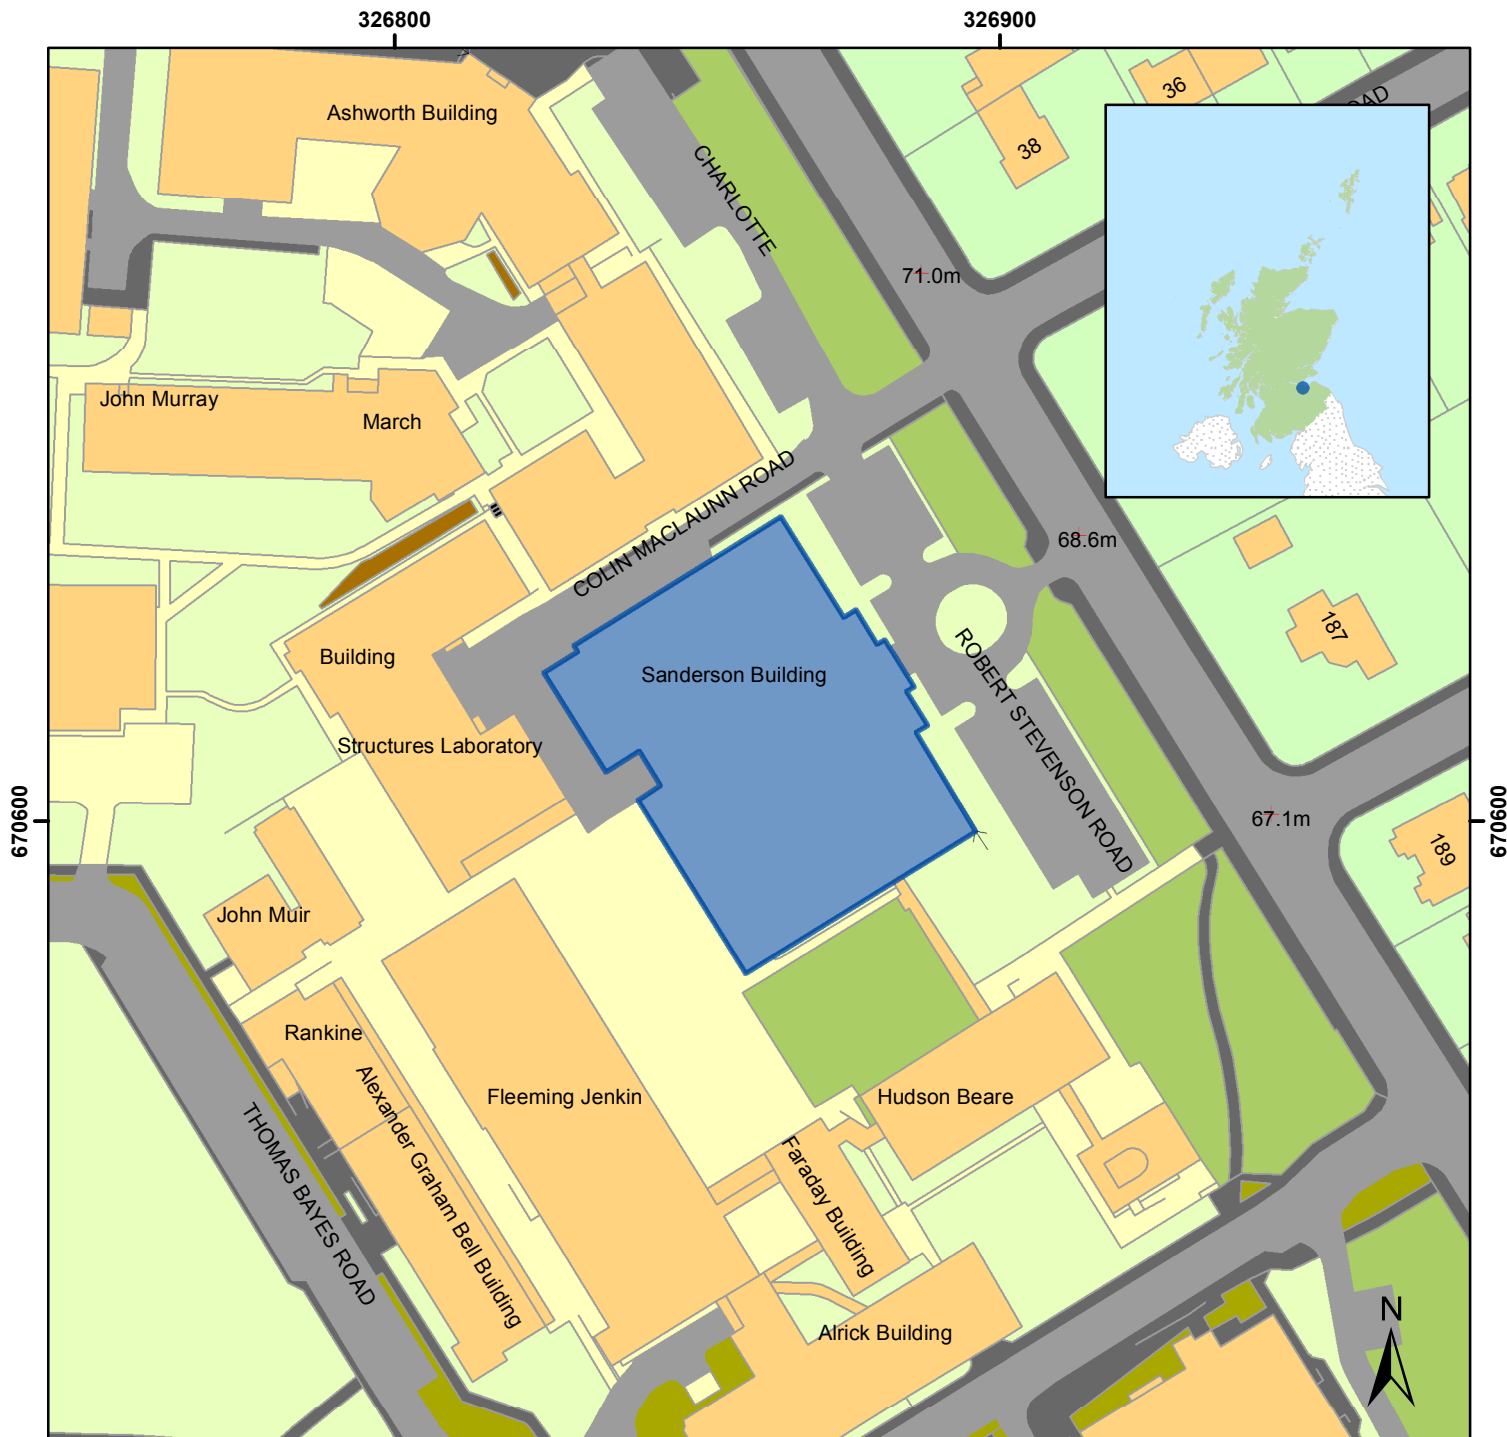 326800
326900
Ashworth Building
36
OAD
38
CHARLOTTE
71.0m
John Murray
March
COLIN MACLAUNN ROAD
68.6m
187
Building
Sanderson Building
ROBERT STEVENSON ROAD
Structures Laboratory
670600
670600
67.1m
189
John Muir
Rankine
Alexander Graham Bell Building
Fleeming Jenkin
Hudson Beare
THOMAS BAYES ROAD
Faraday Building
Alrick Building
N